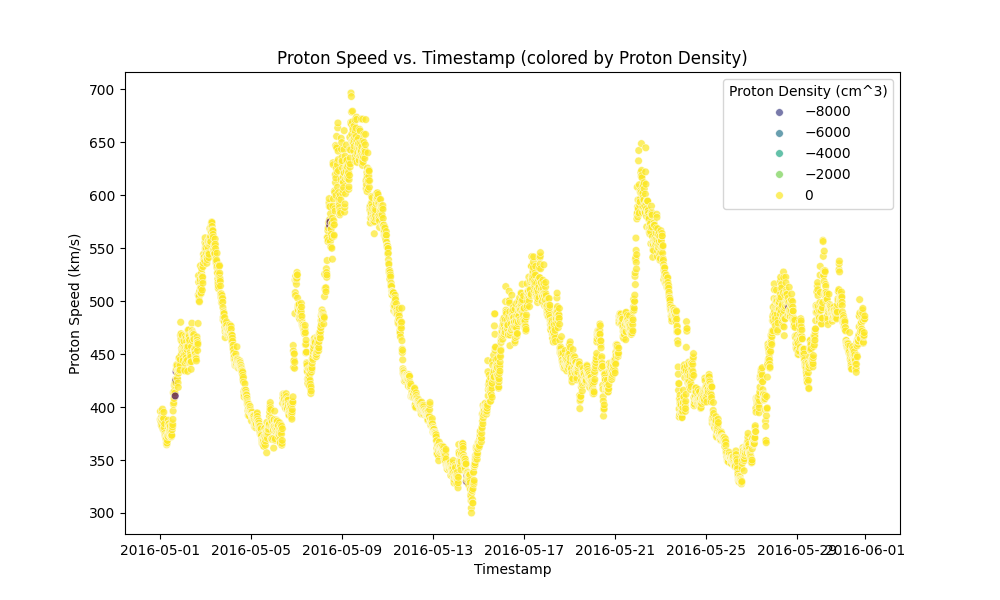 Proton Speed vs. Timestamp (colored by Proton Density)
Proton Density (cm^3)
−8000
−6000
−4000
−2000
0
Proton Speed (km/s)
700
650
600
550
500
450
400
350
300
2016-05-01 2016-05-05 2016-05-09 2016-05-13 2016-05-17 2016-05-21 2016-05-25 2016-05-29 2016-06-01
Timestamp